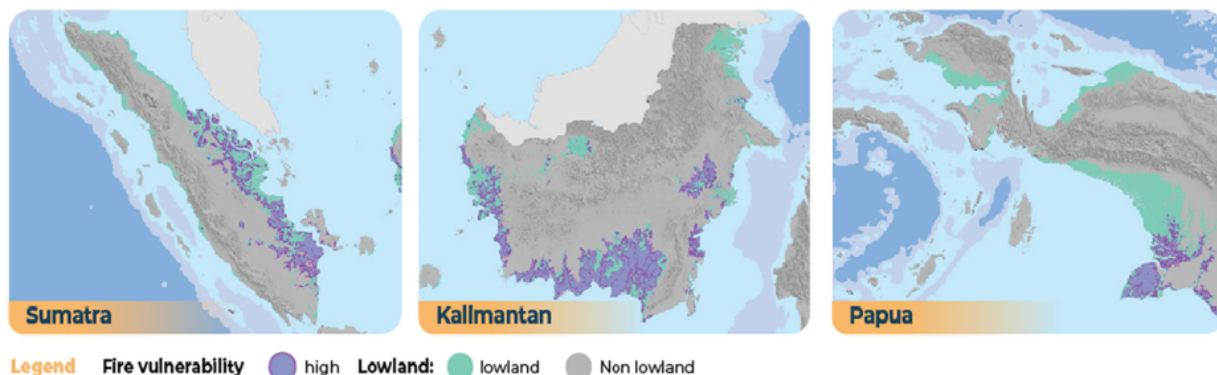 Sumatra
Kalimantan
Papua
Legend Fire vulnerability high Lowland: lowland Non lowland